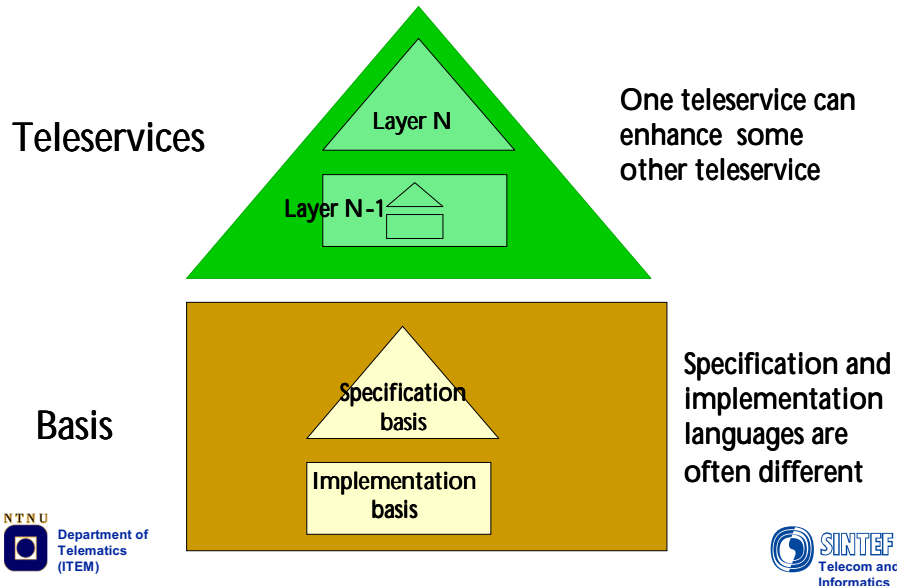 Teleservices
Layer N
Layer N-1
One teleservice can
enhance some
other teleservice
Basis
Specification
basis
Implementation
basis
Specification and
implementation
languages are
often different
NTNU
Department of
Telematics
(ITEM)
SINTEF
Telecom and
Informatics